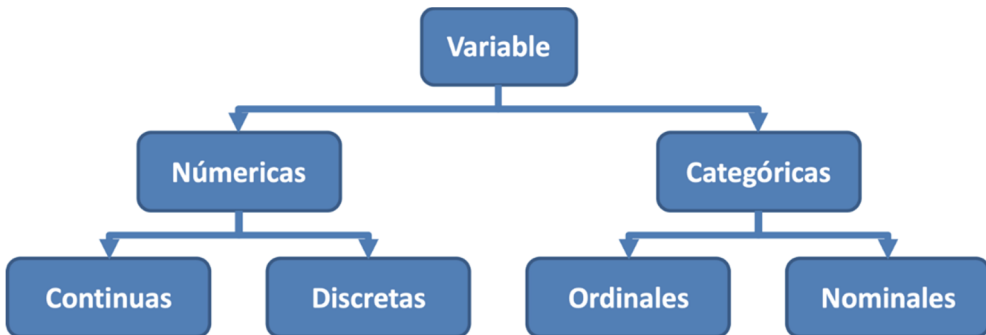 Variable
Númericas
Categóricas
Continuas
Discretas
Ordinales
Nominales